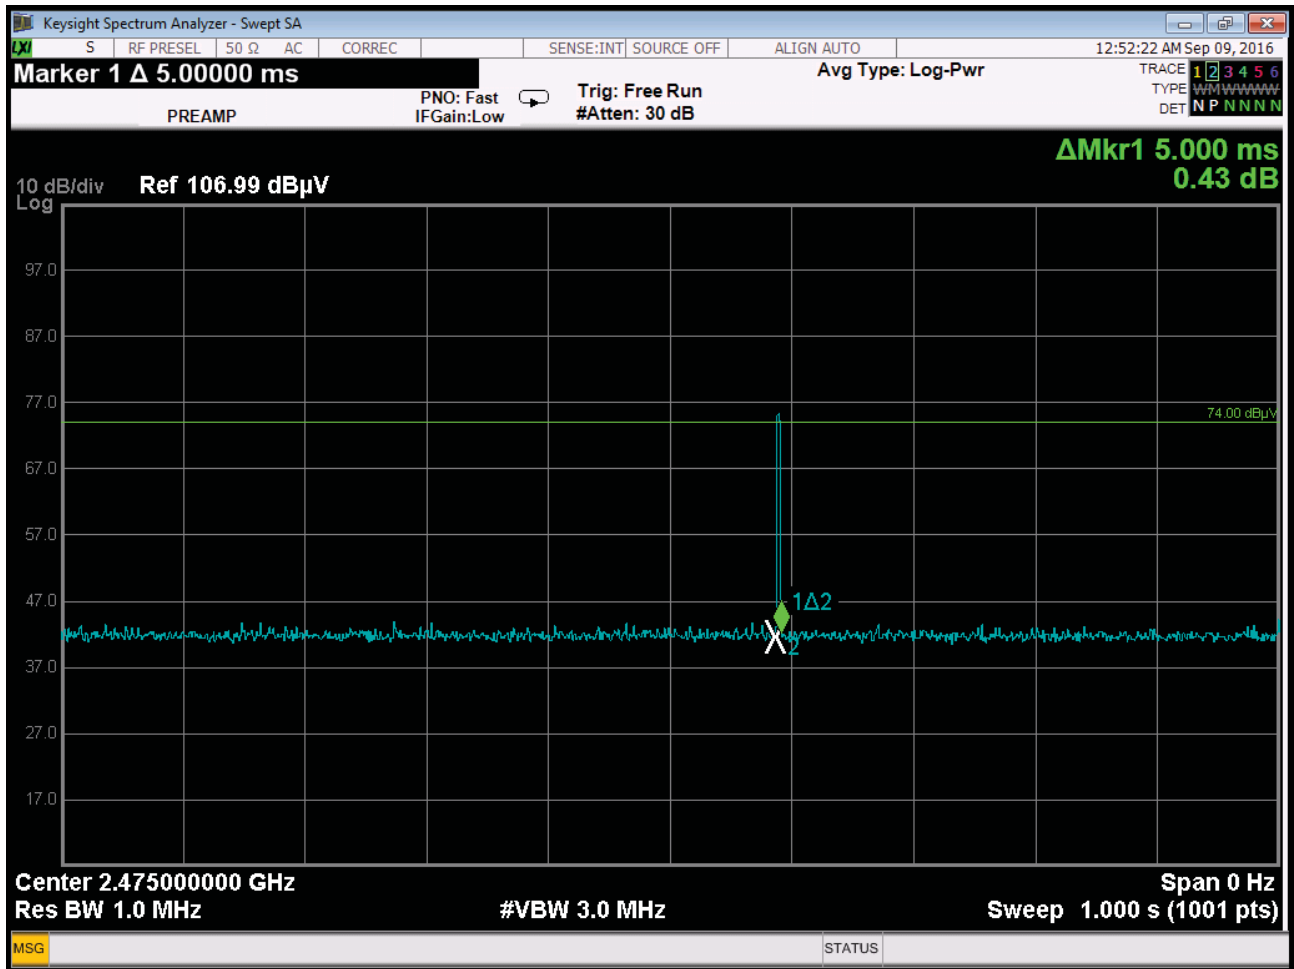 Keysight Spectrum Analyzer - Swept SA
LXI S RF PRESEL 50 Ω AC CORREC SENSE:INT SOURCE OFF ALIGN AUTO 12:52:22 AM Sep 09, 2016
Marker 1 Δ 5.00000 ms
Avg Type: Log-Pwr
TRACE 1 2 3 4 5 6
TYPE WMWWWW
DET N P N N N N
PREAMP
PNO: Fast
IFGain:Low
Trig: Free Run
#Atten: 30 dB
ΔMkr1 5.000 ms
0.43 dB
10 dB/div Ref 106.99 dBµV
Log
97.0
87.0
77.0
74.00 dBµV
67.0
57.0
47.0
1Δ2
X2
37.0
27.0
17.0
Center 2.475000000 GHz Span 0 Hz
Res BW 1.0 MHz #VBW 3.0 MHz Sweep 1.000 s (1001 pts)
MSG STATUS